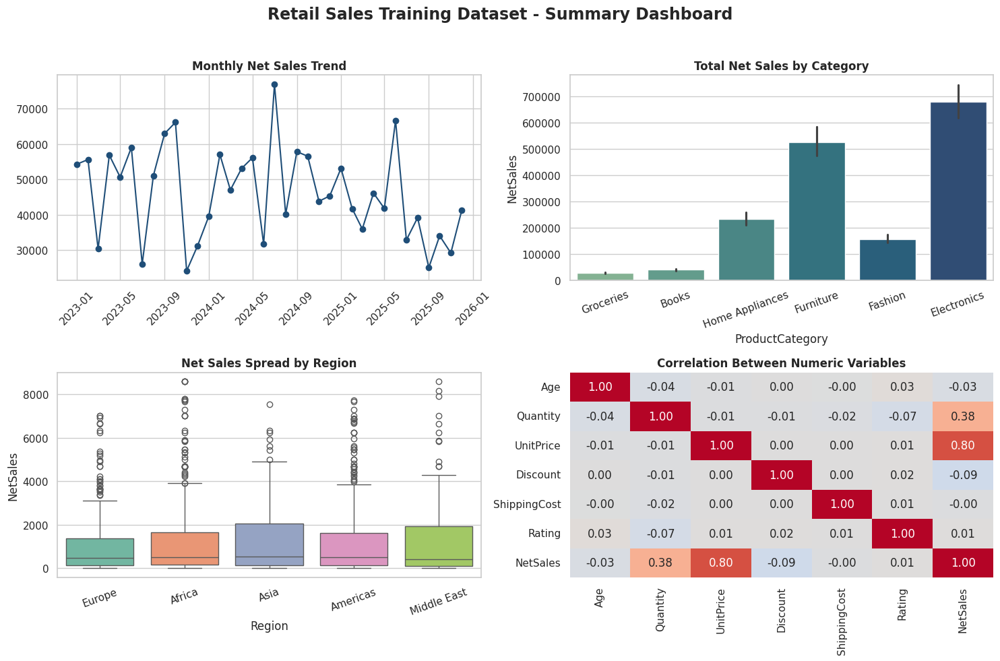 Retail Sales Training Dataset - Summary Dashboard
Monthly Net Sales Trend
70000
60000
50000
40000
30000
2023-01
2023-05
2023-09
2024-01
2024-05
2024-09
2025-01
2025-05
2025-09
2026-01
Total Net Sales by Category
NetSales
700000
600000
500000
400000
300000
200000
100000
0
Groceries
Books
Home Appliances
Furniture
Fashion
Electronics
ProductCategory
Net Sales Spread by Region
NetSales
8000
6000
4000
2000
0
Europe
Africa
Asia
Americas
Middle East
Region
Correlation Between Numeric Variables
Age 1.00 -0.04 -0.01 0.00 -0.00 0.03 -0.03
Quantity -0.04 1.00 -0.01 -0.01 -0.02 -0.07 0.38
UnitPrice -0.01 -0.01 1.00 0.00 0.00 0.01 0.80
Discount 0.00 -0.01 0.00 1.00 0.00 0.02 -0.09
ShippingCost -0.00 -0.02 0.00 0.00 1.00 0.01 -0.00
Rating 0.03 -0.07 0.01 0.02 0.01 1.00 0.01
NetSales -0.03 0.38 0.80 -0.09 -0.00 0.01 1.00
Age
Quantity
UnitPrice
Discount
ShippingCost
Rating
NetSales